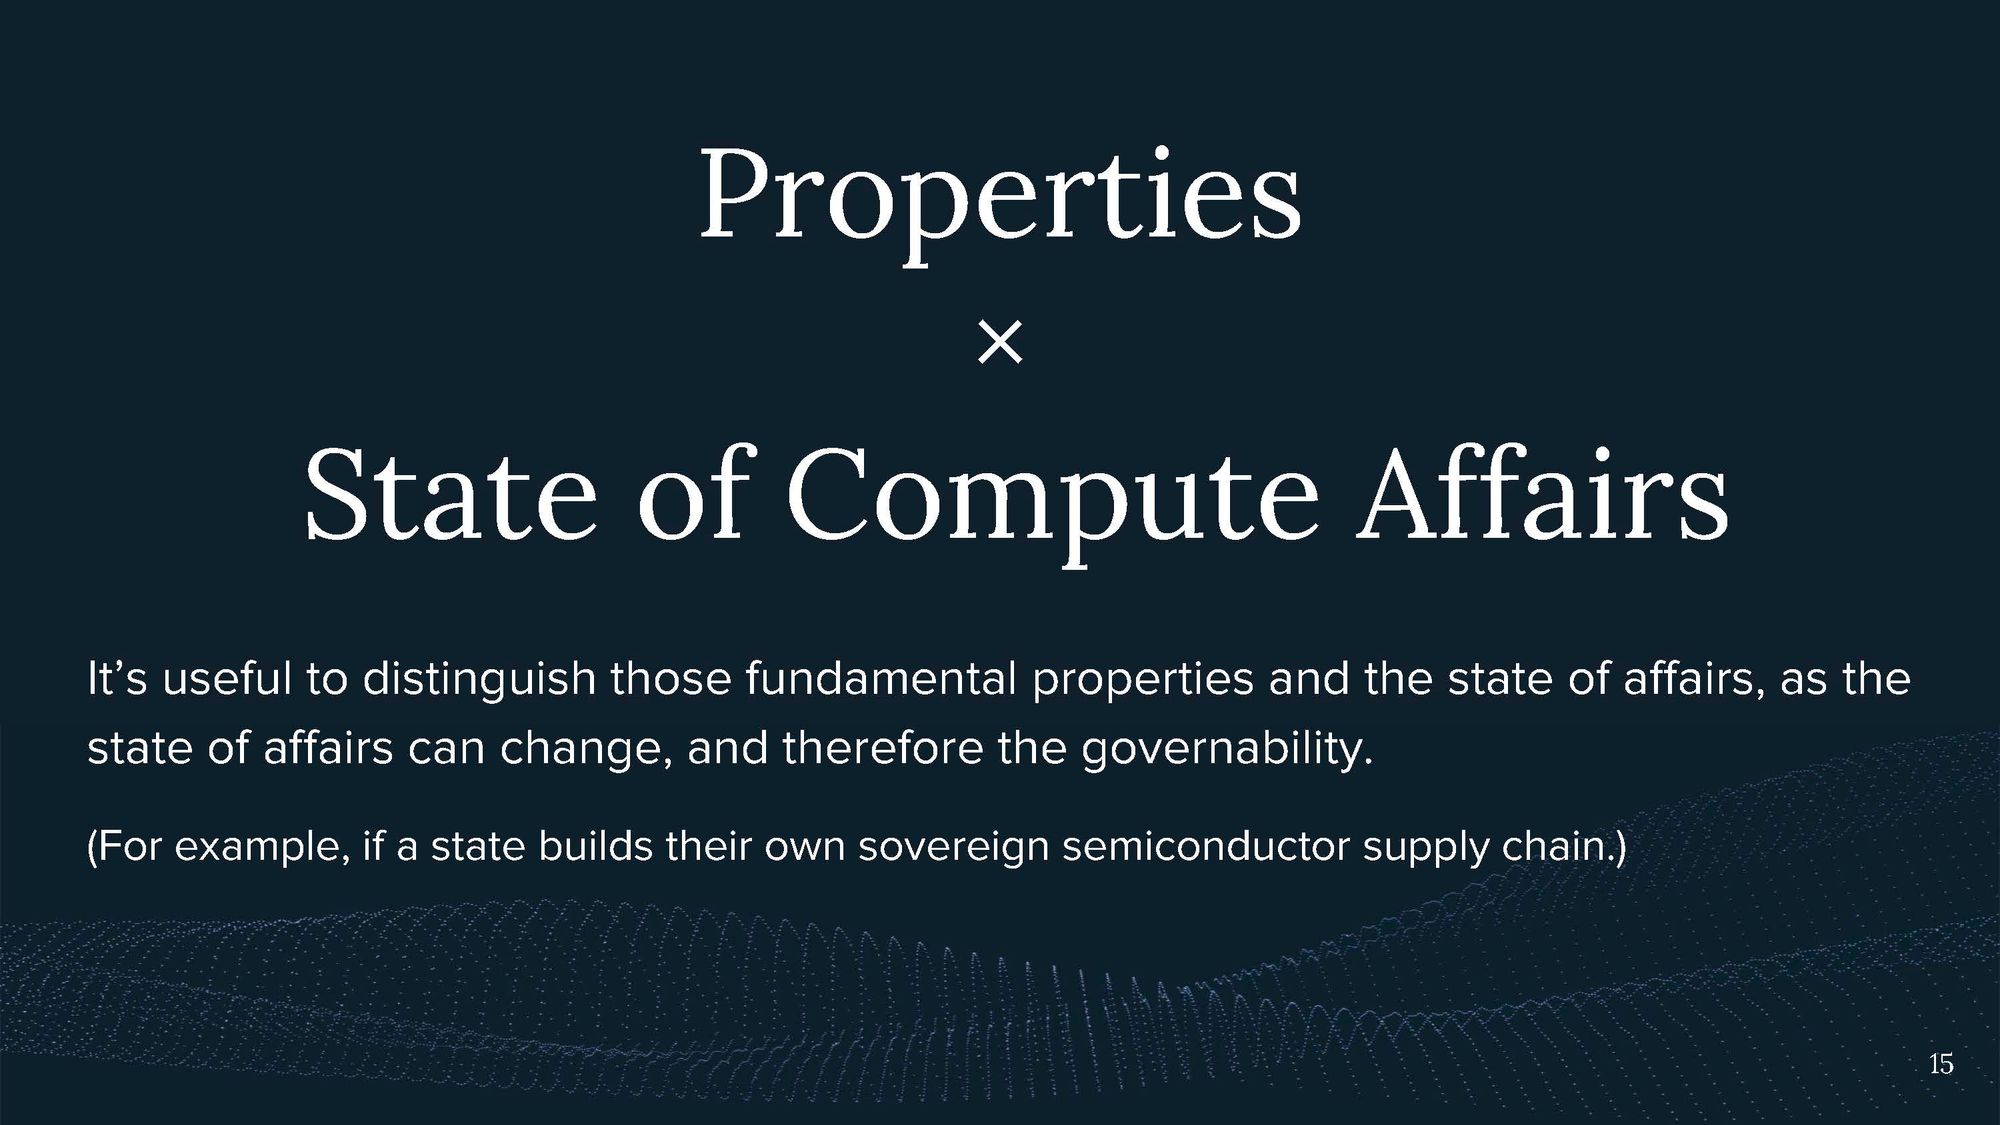 Properties
×
State of Compute Affairs
It’s useful to distinguish those fundamental properties and the state of affairs, as the
state of affairs can change, and therefore the governability.
(For example, if a state builds their own sovereign semiconductor supply chain.)
15